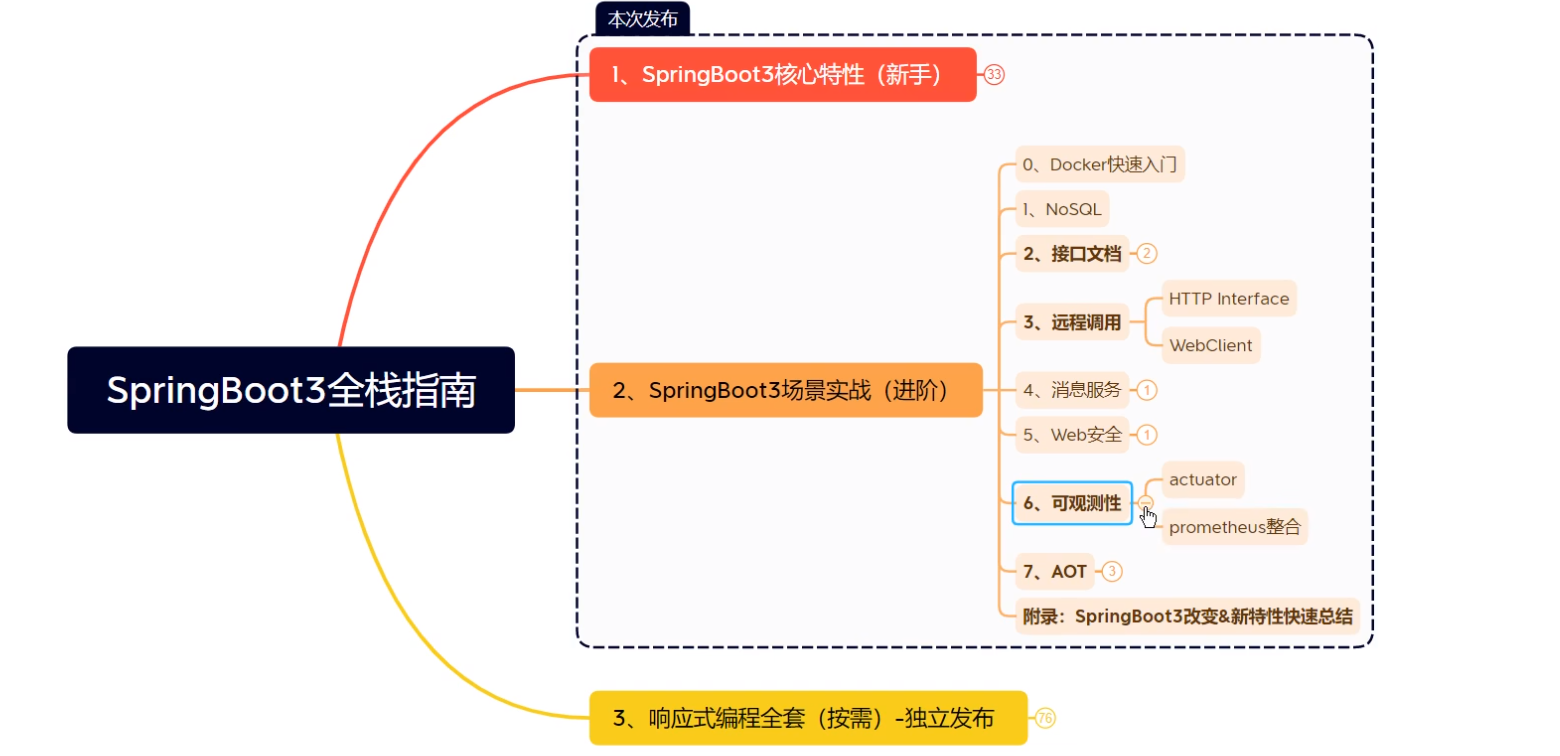 本次发布
1、SpringBoot3核心特性（新手）
33
SpringBoot3全栈指南
2、SpringBoot3场景实战（进阶）
0、Docker快速入门
1、NoSQL
2、接口文档
2
3、远程调用
HTTP Interface
WebClient
4、消息服务
1
5、Web安全
1
6、可观测性
actuator
prometheus整合
7、AOT
3
附录：SpringBoot3改变&新特性快速总结
3、响应式编程全套（按需）-独立发布
76